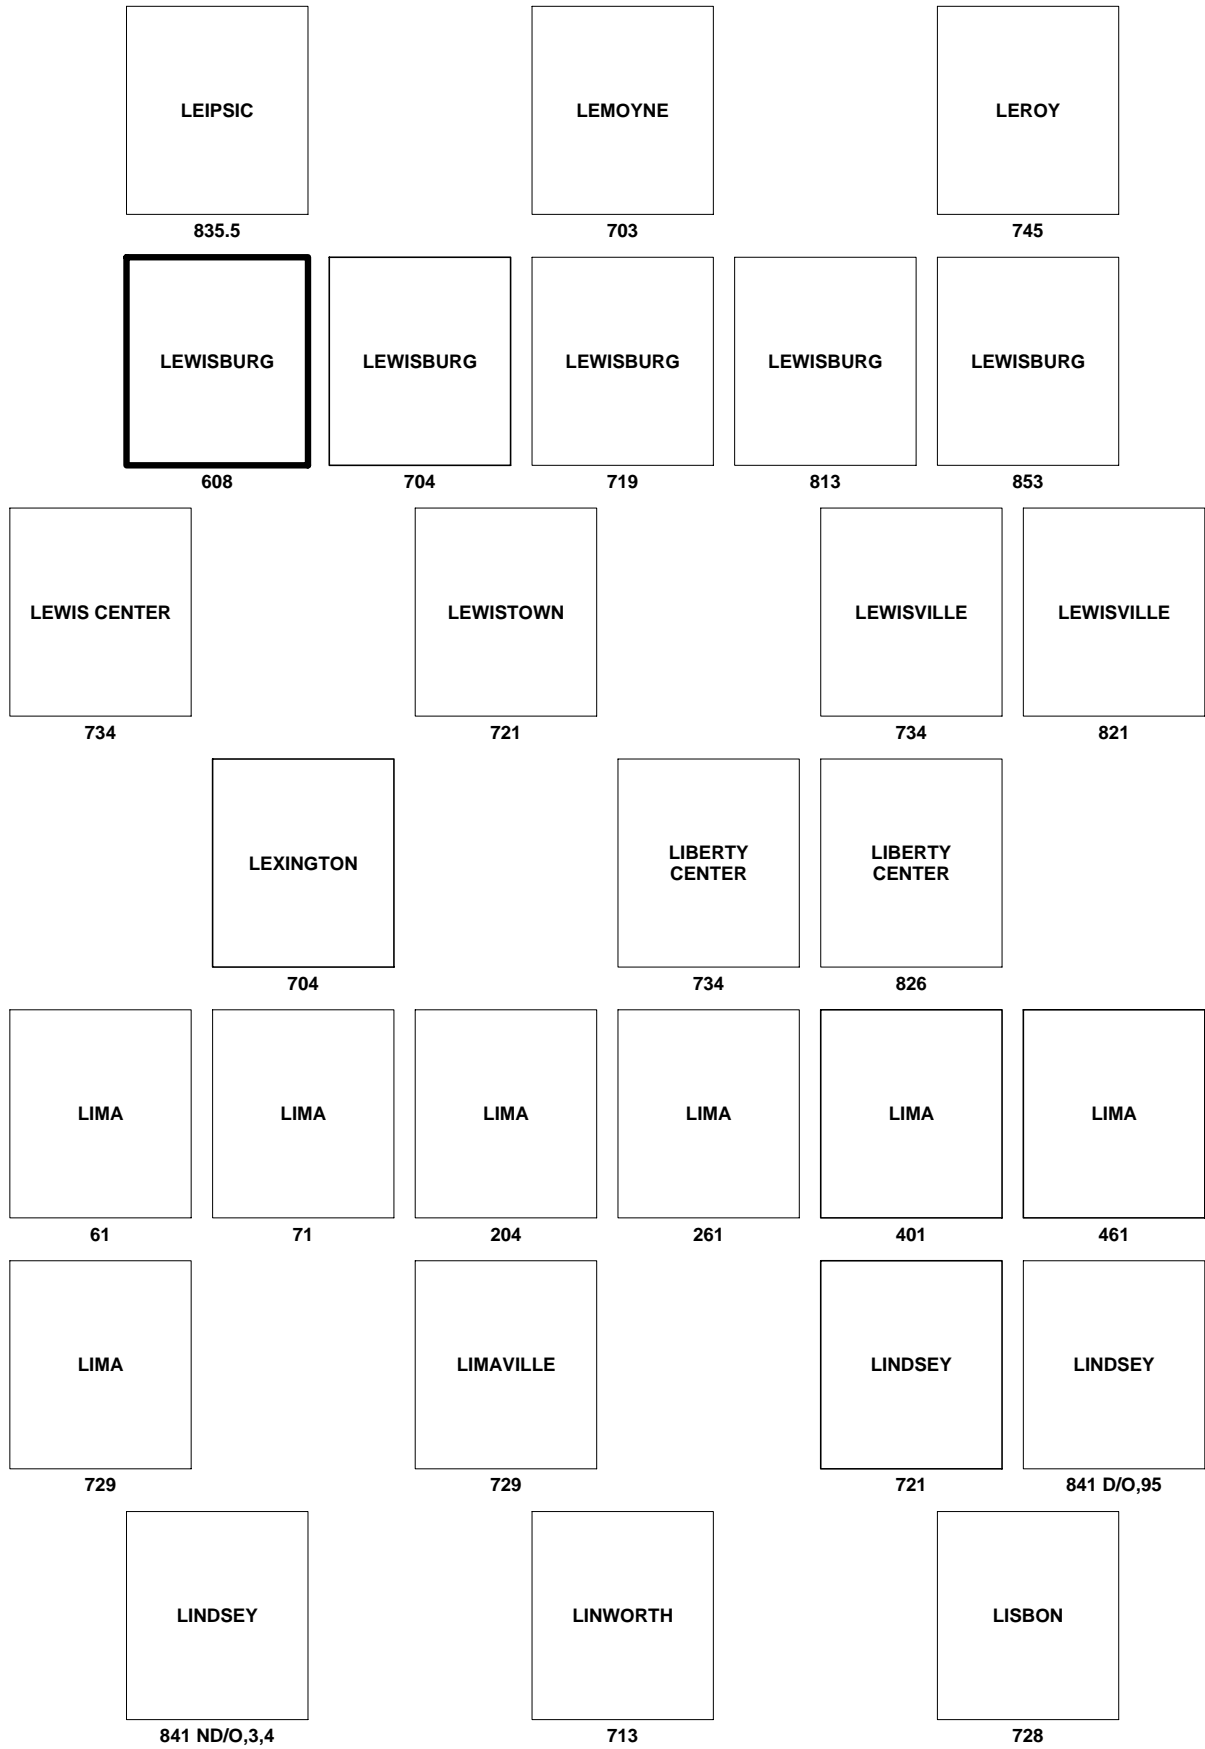 LEIPSIC
LEMOYNE
LEROY
835.5
703
745
LEWISBURG
LEWISBURG
LEWISBURG
LEWISBURG
LEWISBURG
608
704
719
813
853
LEWIS CENTER
LEWISTOWN
LEWISVILLE
LEWISVILLE
734
721
734
821
LEXINGTON
LIBERTY
CENTER
LIBERTY
CENTER
704
734
826
LIMA
LIMA
LIMA
LIMA
LIMA
LIMA
61
71
204
261
401
461
LIMA
LIMAVILLE
LINDSEY
LINDSEY
729
729
721
841 D/O,95
LINDSEY
LINWORTH
LISBON
841 ND/O,3,4
713
728